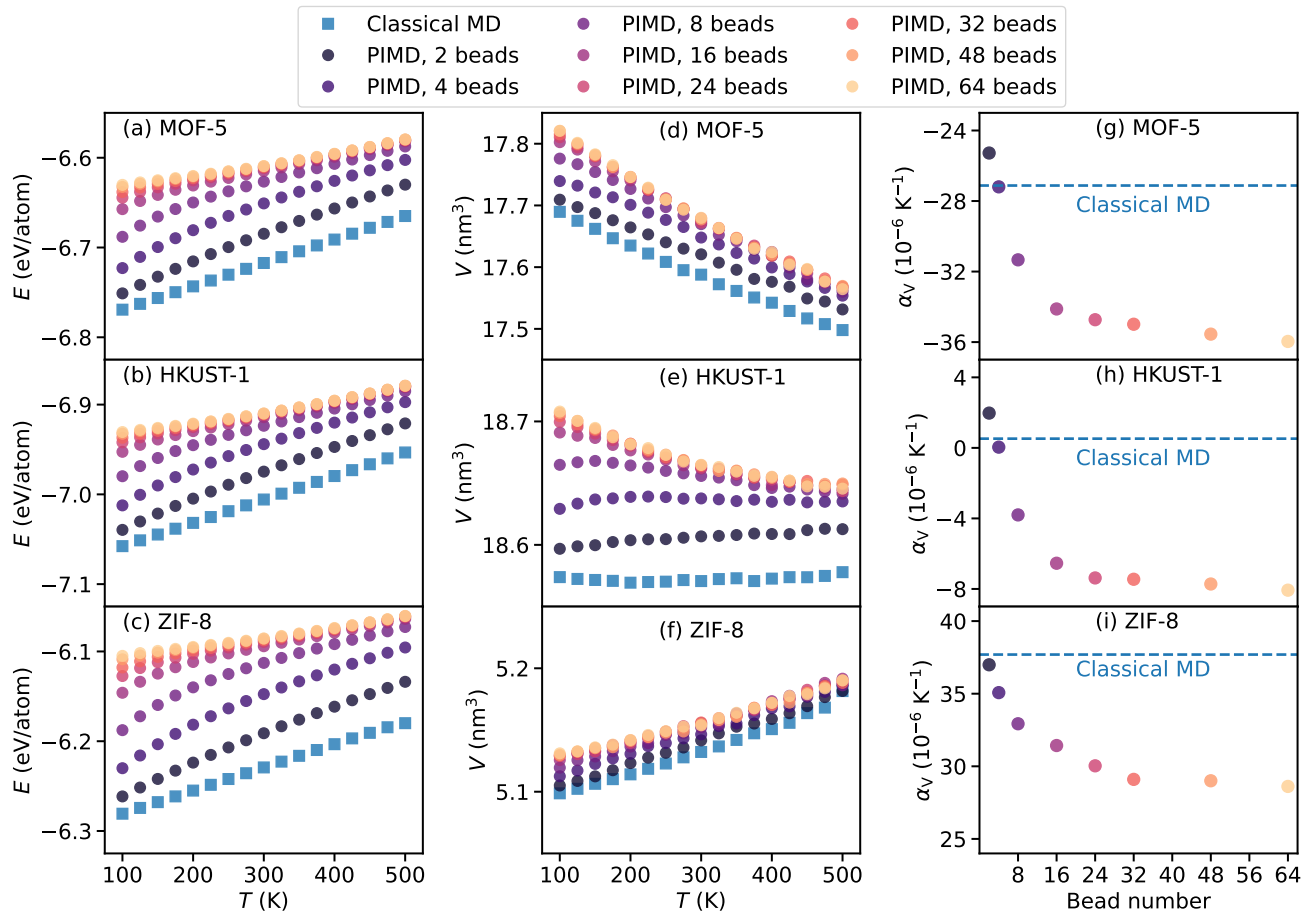 Classical MD
PIMD, 2 beads
PIMD, 4 beads
PIMD, 8 beads
PIMD, 16 beads
PIMD, 24 beads
PIMD, 32 beads
PIMD, 48 beads
PIMD, 64 beads
(a) MOF-5
−6.6
−6.7
−6.8
E (eV/atom)
(b) HKUST-1
−6.9
−7.0
−7.1
E (eV/atom)
(c) ZIF-8
−6.1
−6.2
−6.3
E (eV/atom)
100 200 300 400 500
T (K)
(d) MOF-5
17.8
17.7
17.6
17.5
V (nm³)
(e) HKUST-1
18.7
18.6
V (nm³)
(f) ZIF-8
5.2
5.1
V (nm³)
100 200 300 400 500
T (K)
(g) MOF-5
−24
−28
−32
−36
αV (10⁻⁶ K⁻¹)
Classical MD
(h) HKUST-1
4
0
−4
−8
αV (10⁻⁶ K⁻¹)
Classical MD
(i) ZIF-8
40
35
30
25
αV (10⁻⁶ K⁻¹)
Classical MD
8 16 24 32 40 48 56 64
Bead number